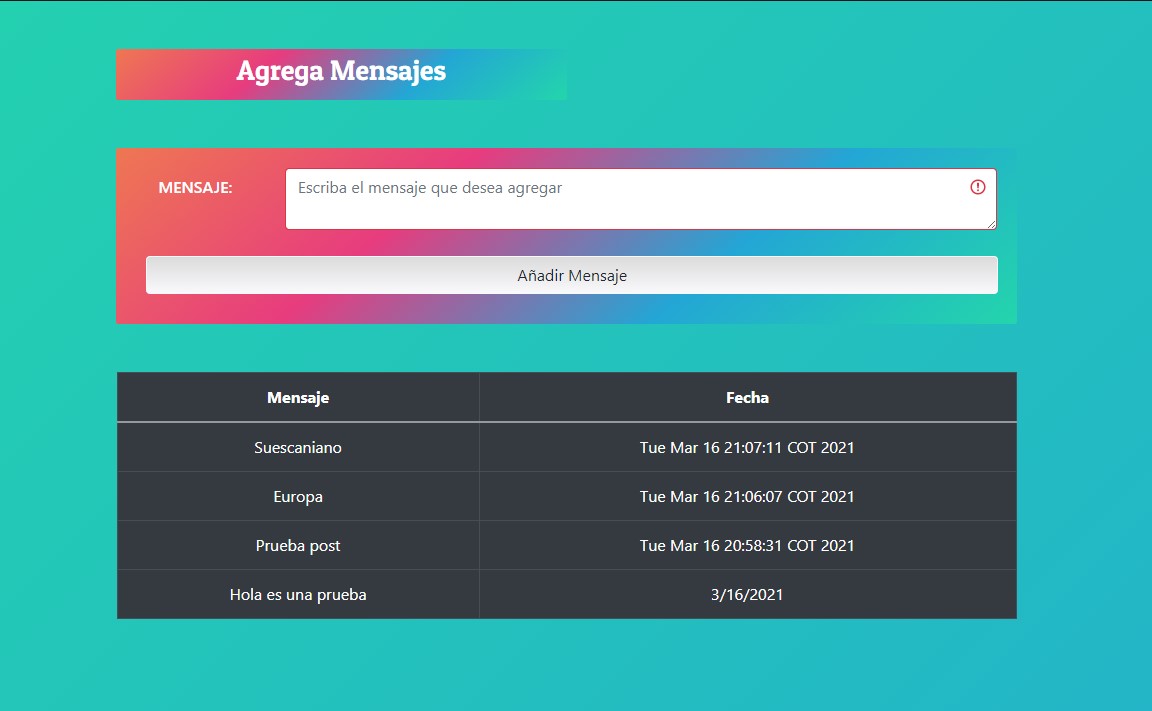 Agrega Mensajes
MENSAJE: Escriba el mensaje que desea agregar
Añadir Mensaje
Mensaje Fecha
Suescaniano Tue Mar 16 21:07:11 COT 2021
Europa Tue Mar 16 21:06:07 COT 2021
Prueba post Tue Mar 16 20:58:31 COT 2021
Hola es una prueba 3/16/2021